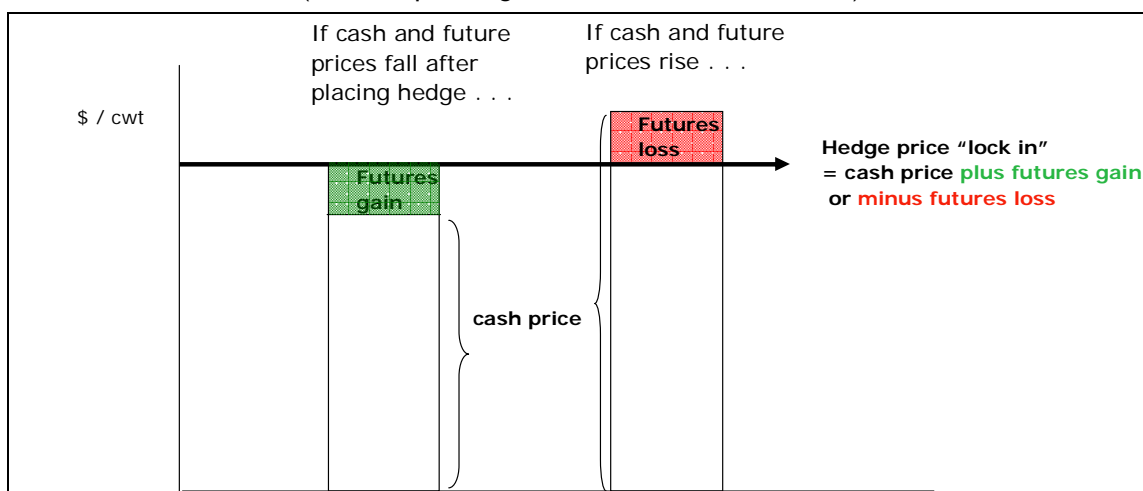 If cash and future
prices fall after
placing hedge . . .
If cash and future
prices rise . . .
$ / cwt
Futures
gain
Futures
loss
cash price
Hedge price “lock in”
= cash price plus futures gain
or minus futures loss